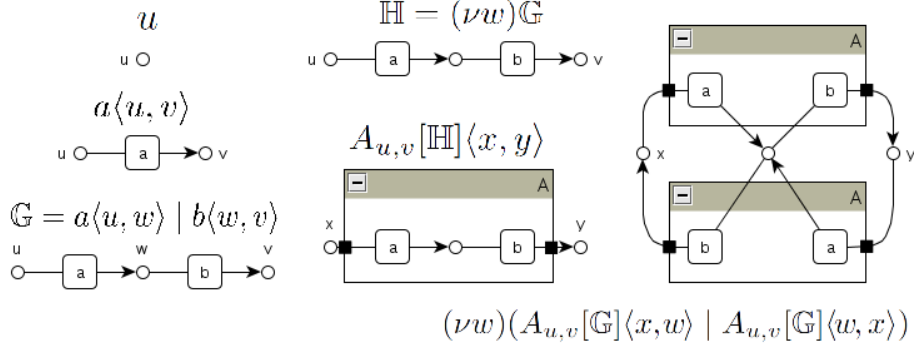 u
u
a⟨u, v⟩
u a v
𝔾 = a⟨u, w⟩ | b⟨w, v⟩
u w v
a b
ℍ = (νw)𝔾
u a b v
A_{u,v}[ℍ]⟨x, y⟩
A
x y
a b
A
a b
x y
A
b a
(νw)(A_{u,v}[𝔾]⟨x, w⟩ | A_{u,v}[𝔾]⟨w, x⟩)